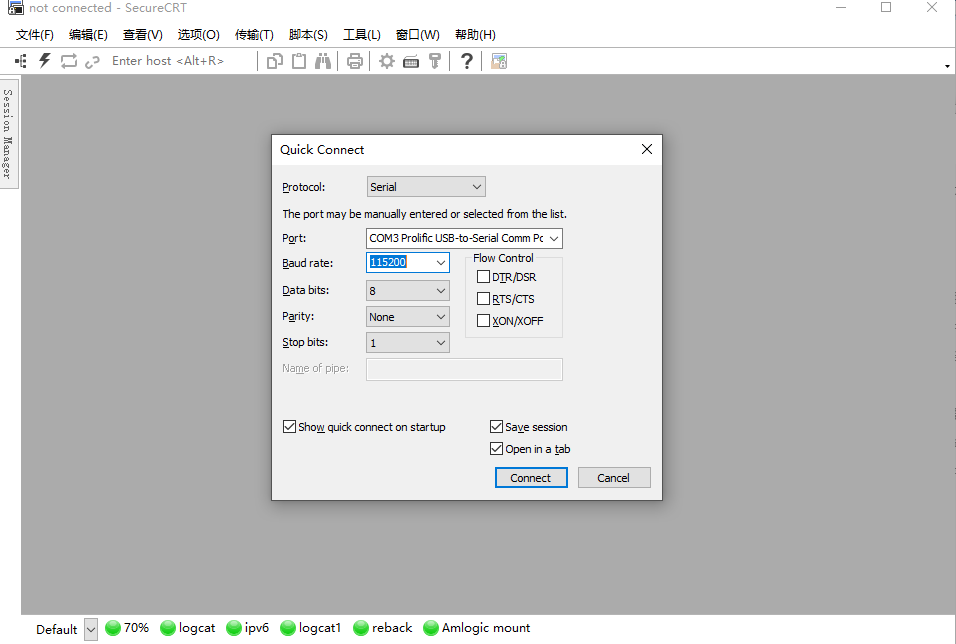 not connected - SecureCRT
文件(F) 编辑(E) 查看(V) 选项(O) 传输(T) 脚本(S) 工具(L) 窗口(W) 帮助(H)
Enter host <Alt+R>
Session Manager
Quick Connect
Protocol: Serial
The port may be manually entered or selected from the list.
Port: COM3 Prolific USB-to-Serial Comm Po
Baud rate: 115200
Flow Control
DTR/DSR
Data bits: 8
RTS/CTS
Parity: None
XON/XOFF
Stop bits: 1
Name of pipe:
Show quick connect on startup
Save session
Open in a tab
Connect Cancel
Default 70% logcat ipv6 logcat1 reback Amlogic mount